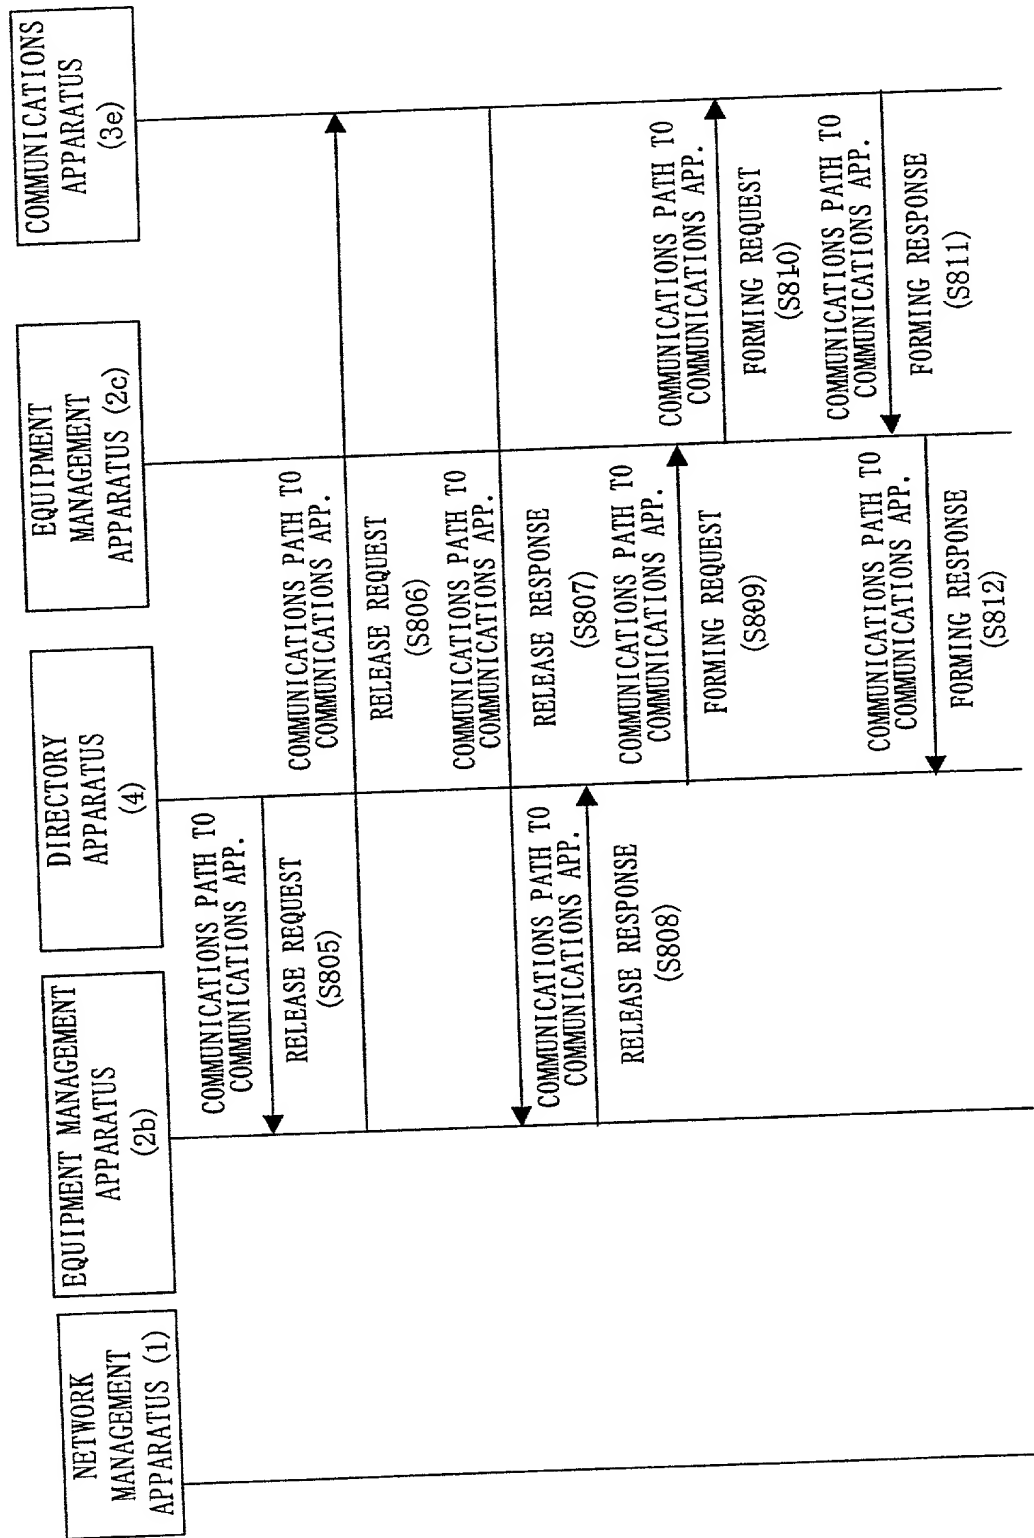 NETWORK
MANAGEMENT
APPARATUS (1)
EQUIPMENT MANAGEMENT
APPARATUS
(2b)
DIRECTORY
APPARATUS
(4)
EQUIPMENT
MANAGEMENT
APPARATUS (2c)
COMMUNICATIONS
APPARATUS
(3e)
COMMUNICATIONS PATH TO
COMMUNICATIONS APP.
RELEASE REQUEST
(S805)
COMMUNICATIONS PATH TO
COMMUNICATIONS APP.
RELEASE REQUEST
(S806)
COMMUNICATIONS PATH TO
COMMUNICATIONS APP.
RELEASE RESPONSE
(S807)
COMMUNICATIONS PATH TO
COMMUNICATIONS APP.
RELEASE RESPONSE
(S808)
COMMUNICATIONS PATH TO
COMMUNICATIONS APP.
FORMING REQUEST
(S809)
COMMUNICATIONS PATH TO
COMMUNICATIONS APP.
FORMING REQUEST
(S810)
COMMUNICATIONS PATH TO
COMMUNICATIONS APP.
FORMING RESPONSE
(S811)
COMMUNICATIONS PATH TO
COMMUNICATIONS APP.
FORMING RESPONSE
(S812)